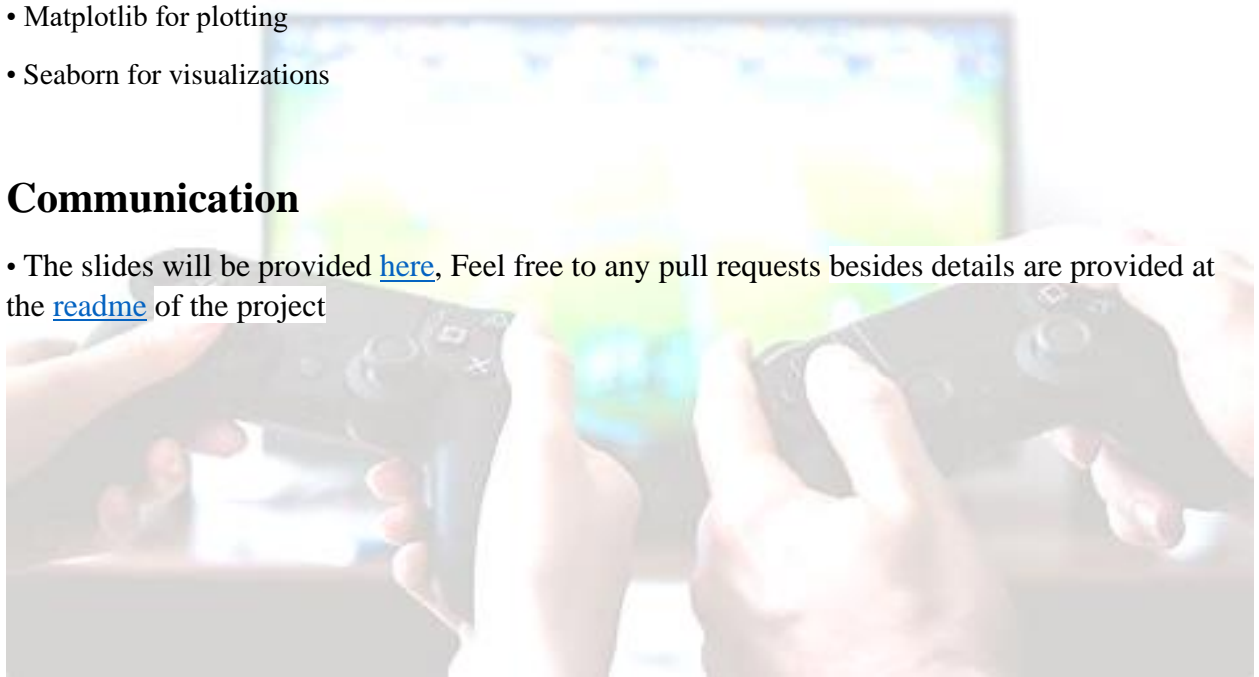 • Matplotlib for plotting
• Seaborn for visualizations
Communication
• The slides will be provided here, Feel free to any pull requests besides details are provided at
the readme of the project